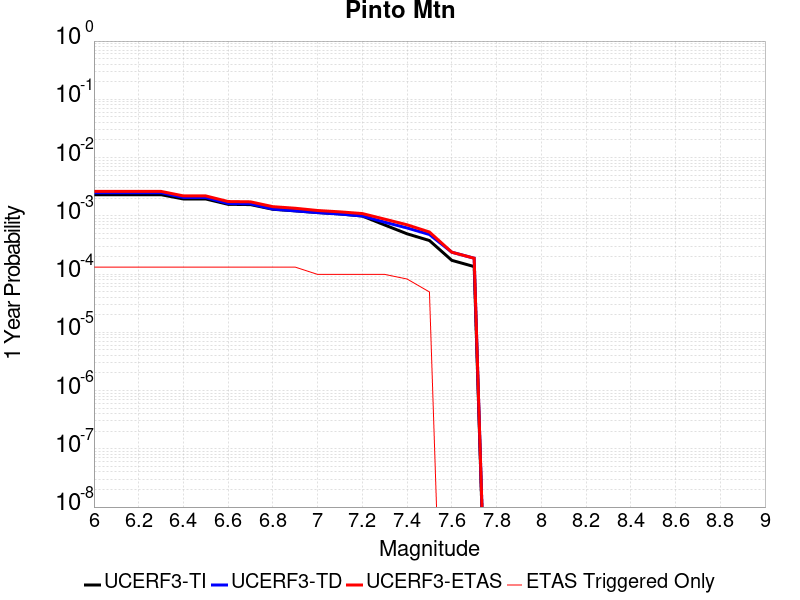 Pinto Mtn
10^0
10^-1
10^-2
10^-3
10^-4
10^-5
10^-6
10^-7
10^-8
1 Year Probability
6 6.2 6.4 6.6 6.8 7 7.2 7.4 7.6 7.8 8 8.2 8.4 8.6 8.8 9
Magnitude
UCERF3-TI UCERF3-TD UCERF3-ETAS ETAS Triggered Only